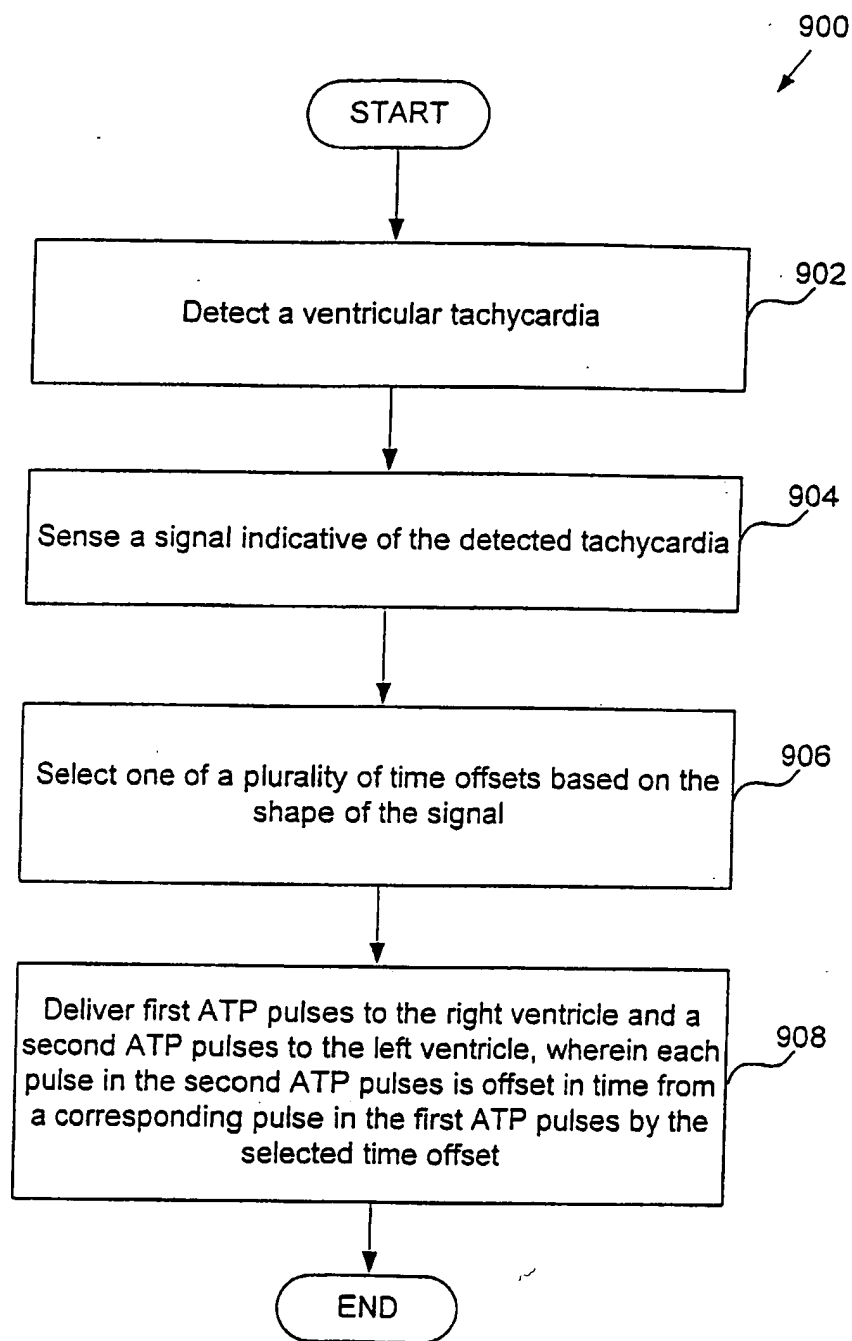 900
START
902
Detect a ventricular tachycardia
904
Sense a signal indicative of the detected tachycardia
906
Select one of a plurality of time offsets based on the
shape of the signal
Deliver first ATP pulses to the right ventricle and a
second ATP pulses to the left ventricle, wherein each
pulse in the second ATP pulses is offset in time from
a corresponding pulse in the first ATP pulses by the
selected time offset
908
END